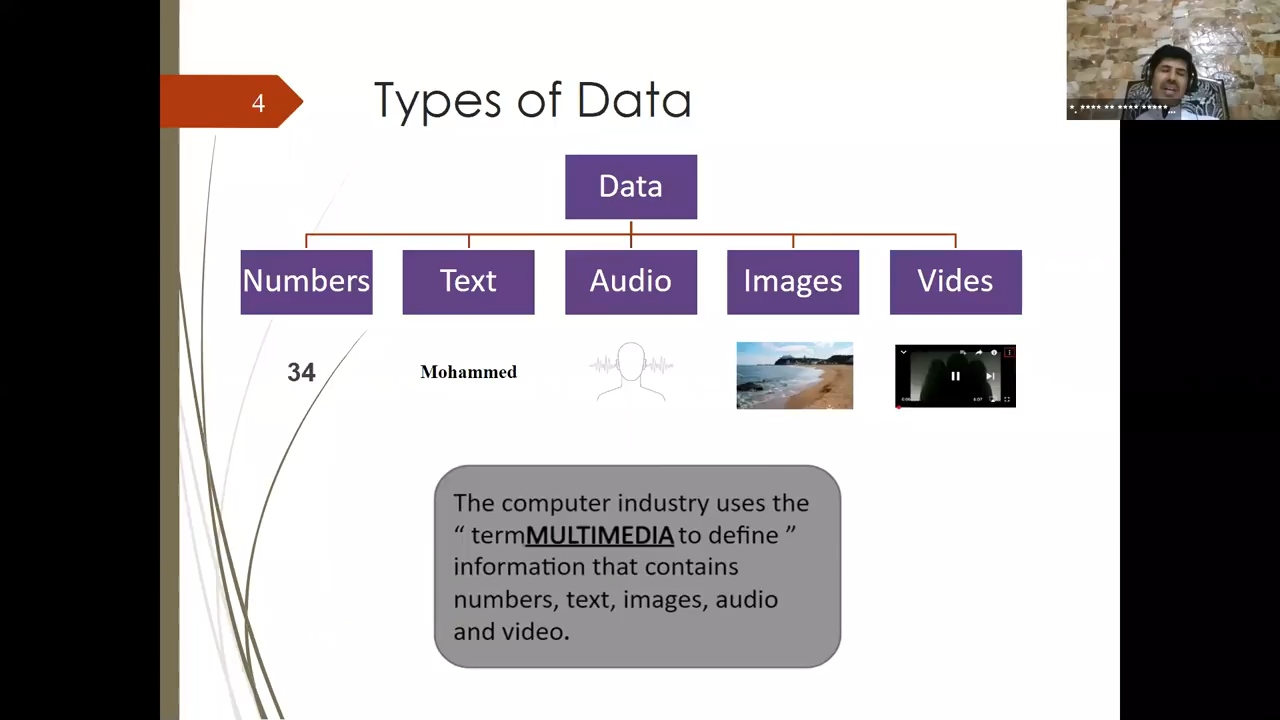 4
Types of Data
Data
Numbers
Text
Audio
Images
Vides
34
Mohammed
The computer industry uses the
“ termMULTIMEDIA to define ”
information that contains
numbers, text, images, audio
and video.
*. **** ** **** *****...